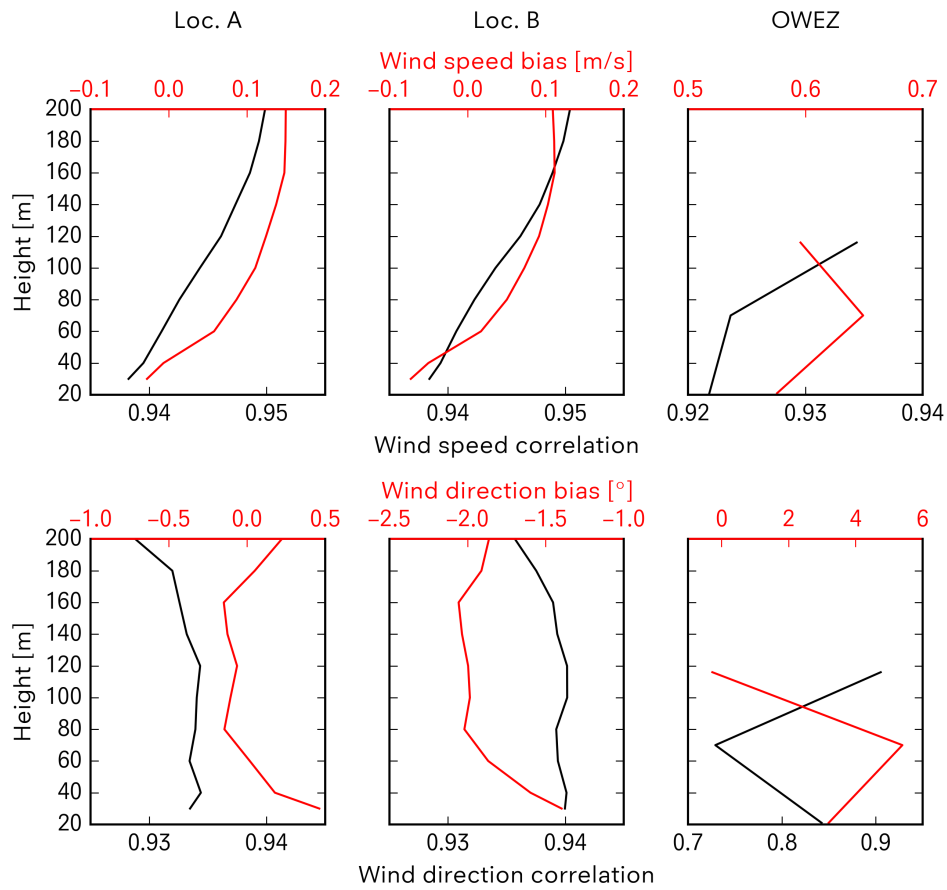 Loc. A Loc. B OWEZ
Wind speed bias [m/s]
−0.1 0.0 0.1 0.2 −0.1 0.0 0.1 0.2 0.5 0.6 0.7
200
180
160
140
120
100
80
60
40
20
Height [m]
0.94 0.95 0.94 0.95 0.92 0.93 0.94
Wind speed correlation
Wind direction bias [°]
−1.0 −0.5 0.0 0.5 −2.5 −2.0 −1.5 −1.0 0 2 4 6
200
180
160
140
120
100
80
60
40
20
Height [m]
0.93 0.94 0.93 0.94 0.7 0.8 0.9
Wind direction correlation